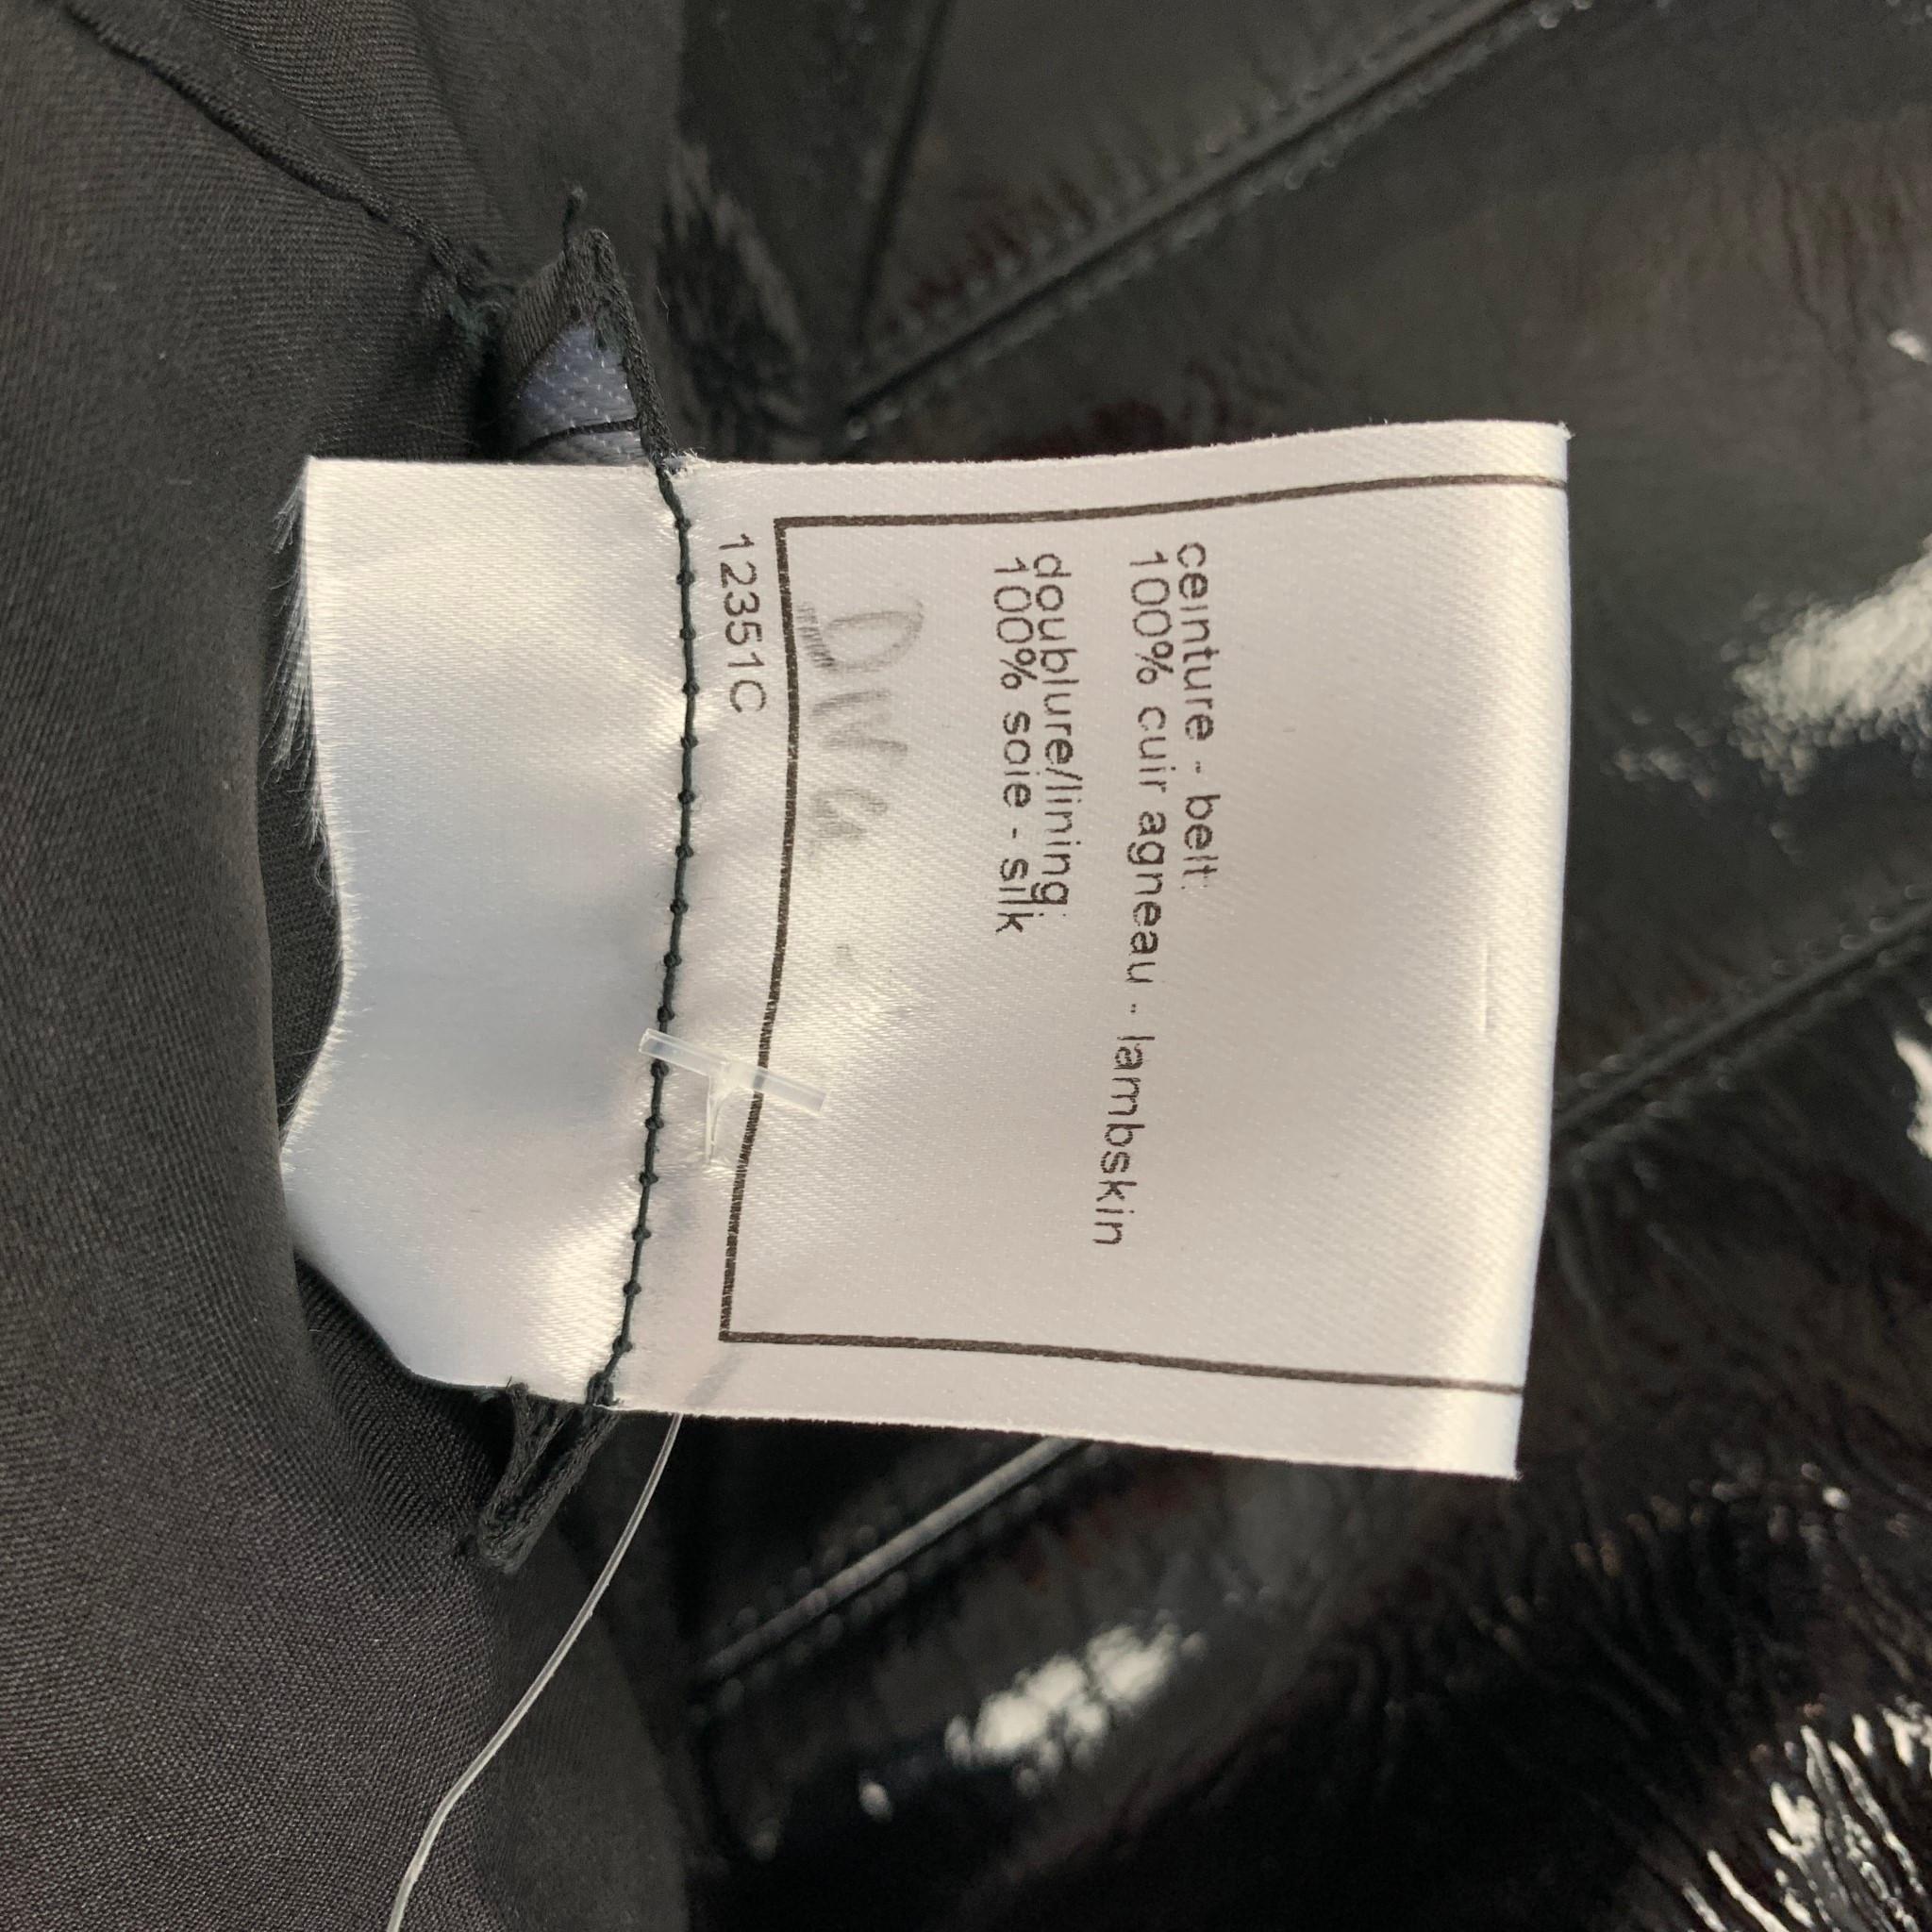 ceinture - belt:
100% cuir agneau - lambskin
doublure/lining:
100% soie - silk
12351C